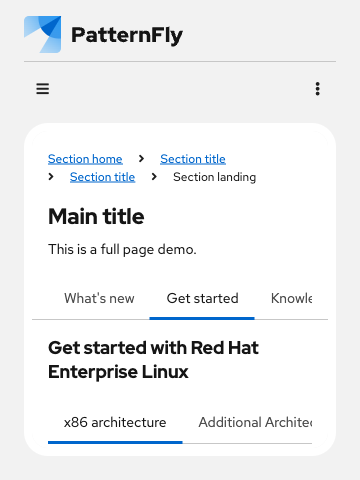 PatternFly
Section home > Section title
> Section title > Section landing
Main title
This is a full page demo.
What's new Get started Knowle
Get started with Red Hat
Enterprise Linux
x86 architecture Additional Architec